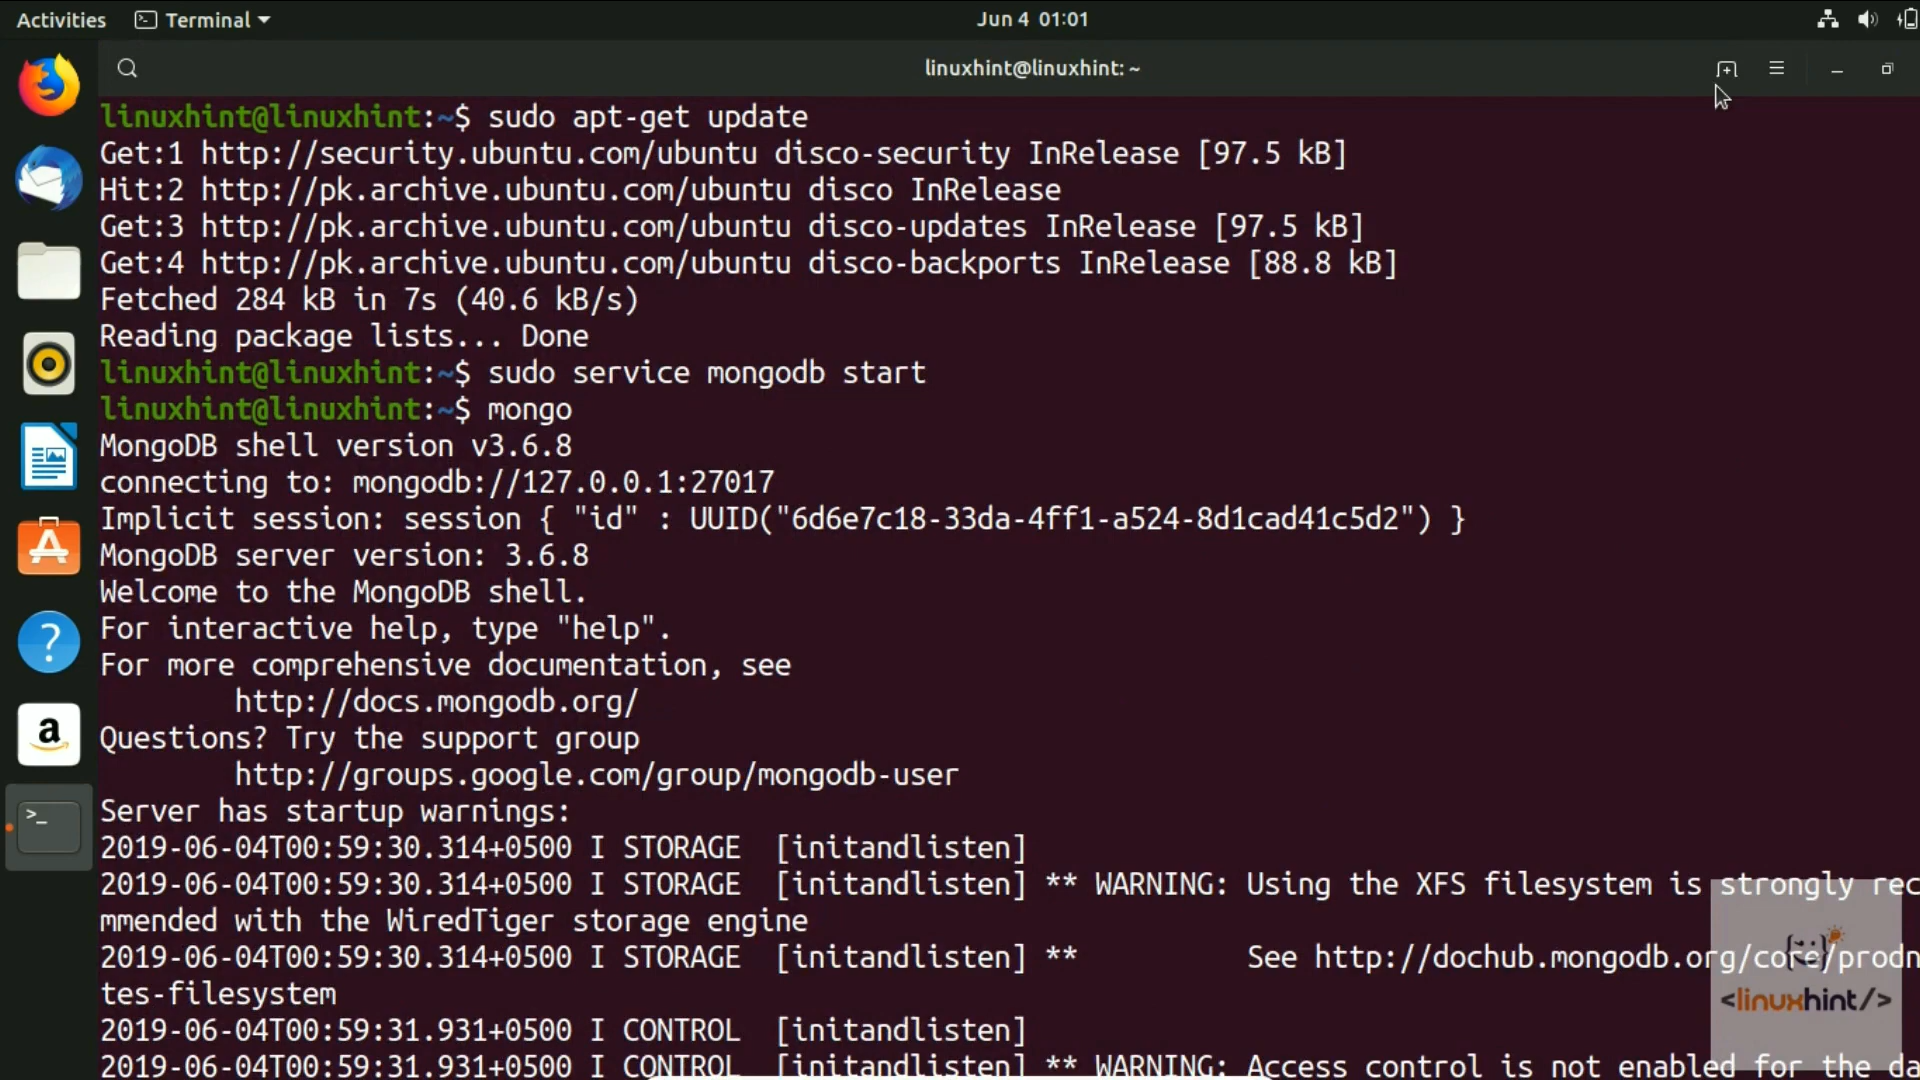 Activities Terminal Jun 4 01:01
linuxhint@linuxhint: ~
linuxhint@linuxhint:~$ sudo apt-get update
Get:1 http://security.ubuntu.com/ubuntu disco-security InRelease [97.5 kB]
Hit:2 http://pk.archive.ubuntu.com/ubuntu disco InRelease
Get:3 http://pk.archive.ubuntu.com/ubuntu disco-updates InRelease [97.5 kB]
Get:4 http://pk.archive.ubuntu.com/ubuntu disco-backports InRelease [88.8 kB]
Fetched 284 kB in 7s (40.6 kB/s)
Reading package lists... Done
linuxhint@linuxhint:~$ sudo service mongodb start
linuxhint@linuxhint:~$ mongo
MongoDB shell version v3.6.8
connecting to: mongodb://127.0.0.1:27017
Implicit session: session { "id" : UUID("6d6e7c18-33da-4ff1-a524-8d1cad41c5d2") }
MongoDB server version: 3.6.8
Welcome to the MongoDB shell.
For interactive help, type "help".
For more comprehensive documentation, see
http://docs.mongodb.org/
Questions? Try the support group
http://groups.google.com/group/mongodb-user
Server has startup warnings:
2019-06-04T00:59:30.314+0500 I STORAGE  [initandlisten]
2019-06-04T00:59:30.314+0500 I STORAGE  [initandlisten] ** WARNING: Using the XFS filesystem is strongly rec
mmended with the WiredTiger storage engine
2019-06-04T00:59:30.314+0500 I STORAGE  [initandlisten] **          See http://dochub.mongodb.org/core/prodn
tes-filesystem
<linuxhint/>
2019-06-04T00:59:31.931+0500 I CONTROL  [initandlisten]
2019-06-04T00:59:31.931+0500 I CONTROL  [initandlisten] ** WARNING: Access control is not enabled for the da